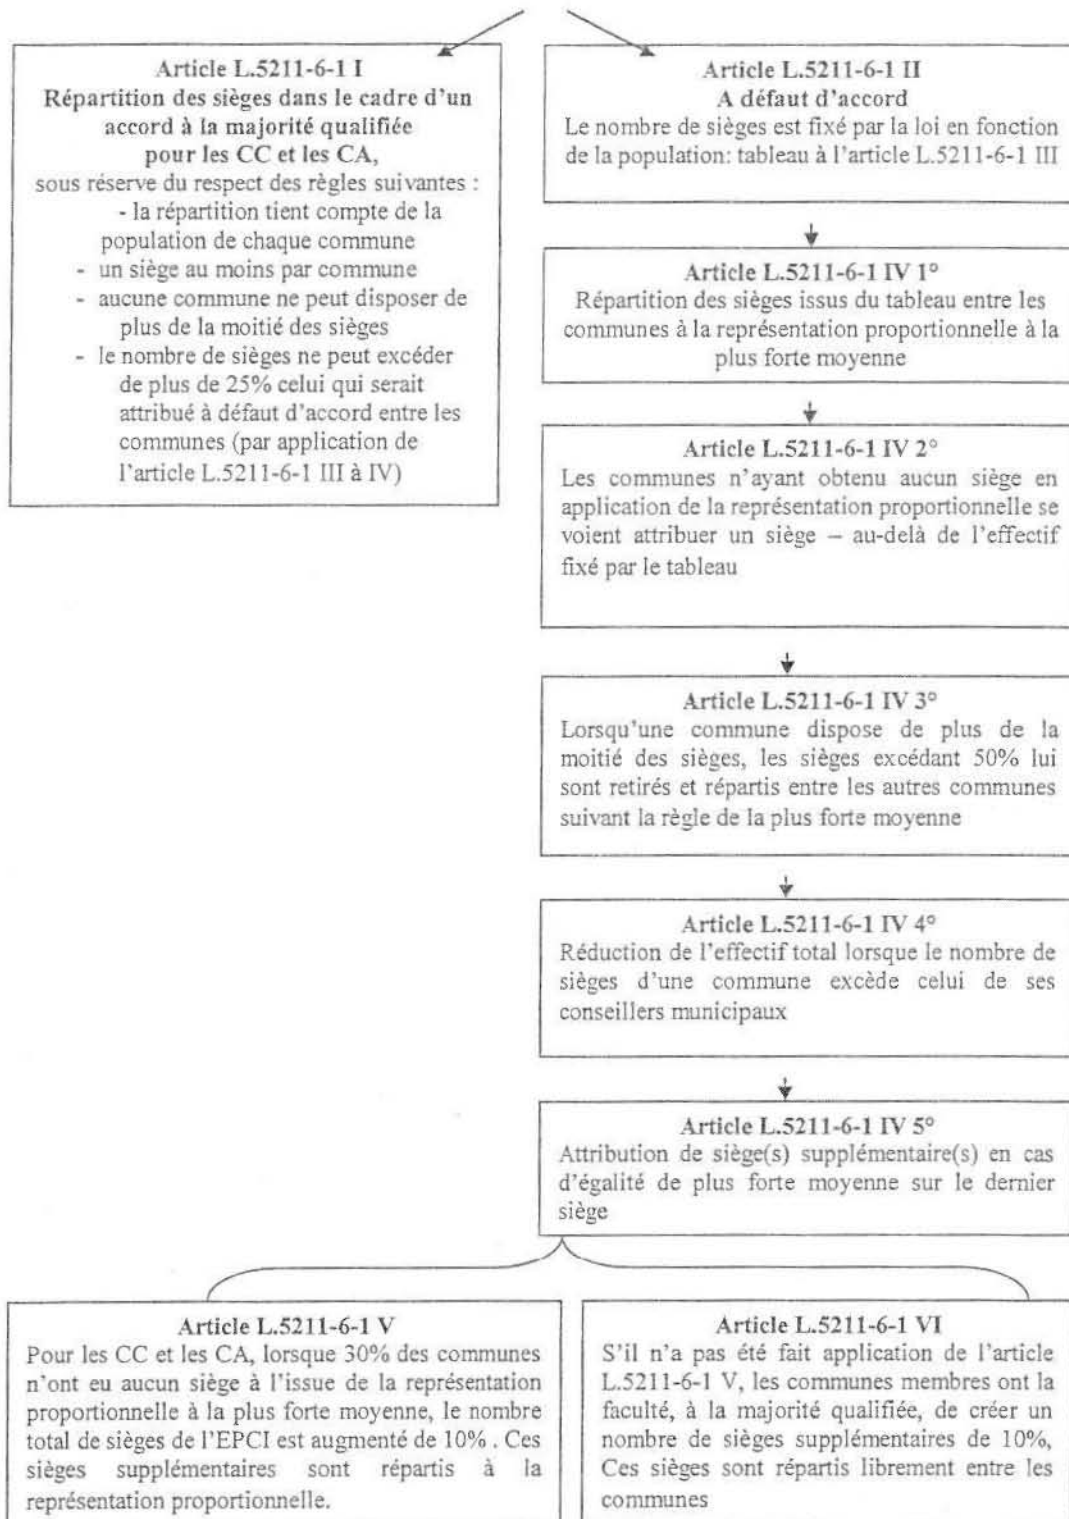 Article L.5211-6-1 I
Répartition des sièges dans le cadre d'un
accord à la majorité qualifiée
pour les CC et les CA,
sous réserve du respect des règles suivantes :
- la répartition tient compte de la
population de chaque commune
- un siège au moins par commune
- aucune commune ne peut disposer de
plus de la moitié des sièges
- le nombre de sièges ne peut excéder
de plus de 25% celui qui serait
attribué à défaut d'accord entre les
communes (par application de
l'article L.5211-6-1 III à IV)
Article L.5211-6-1 II
A défaut d'accord
Le nombre de sièges est fixé par la loi en fonction
de la population: tableau à l'article L.5211-6-1 III
Article L.5211-6-1 IV 1°
Répartition des sièges issus du tableau entre les
communes à la représentation proportionnelle à la
plus forte moyenne
Article L.5211-6-1 IV 2°
Les communes n'ayant obtenu aucun siège en
application de la représentation proportionnelle se
voient attribuer un siège – au-delà de l'effectif
fixé par le tableau
Article L.5211-6-1 IV 3°
Lorsqu'une commune dispose de plus de la
moitié des sièges, les sièges excédant 50% lui
sont retirés et répartis entre les autres communes
suivant la règle de la plus forte moyenne
Article L.5211-6-1 IV 4°
Réduction de l'effectif total lorsque le nombre de
sièges d'une commune excède celui de ses
conseillers municipaux
Article L.5211-6-1 IV 5°
Attribution de siège(s) supplémentaire(s) en cas
d'égalité de plus forte moyenne sur le dernier
siège
Article L.5211-6-1 V
Pour les CC et les CA, lorsque 30% des communes
n'ont eu aucun siège à l'issue de la représentation
proportionnelle à la plus forte moyenne, le nombre
total de sièges de l'EPCI est augmenté de 10% . Ces
sièges supplémentaires sont répartis à la
représentation proportionnelle.
Article L.5211-6-1 VI
S'il n'a pas été fait application de l'article
L.5211-6-1 V, les communes membres ont la
faculté, à la majorité qualifiée, de créer un
nombre de sièges supplémentaires de 10%,
Ces sièges sont répartis librement entre les
communes